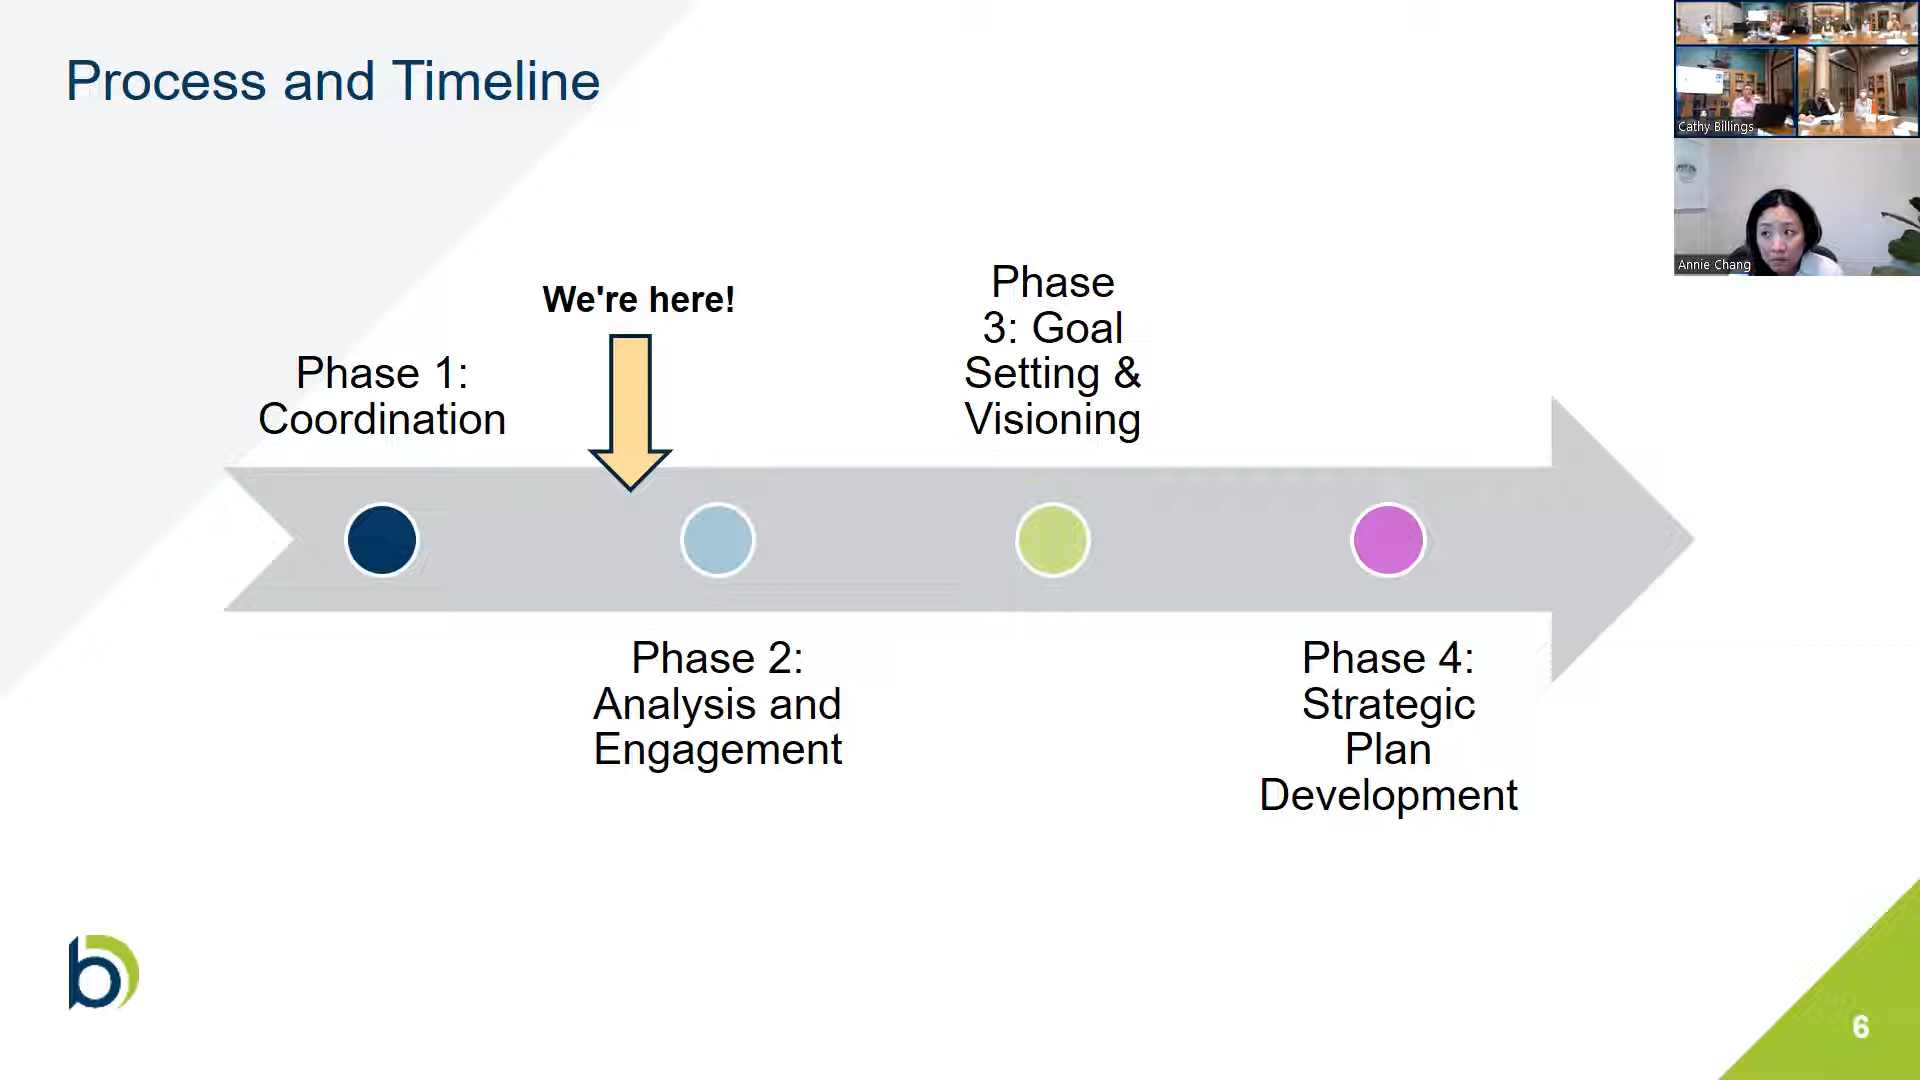 Process and Timeline
Cathy Billings
Annie Chang
We're here!
Phase 1:
Coordination
Phase
3: Goal
Setting &
Visioning
Phase 2:
Analysis and
Engagement
Phase 4:
Strategic
Plan
Development
b
6